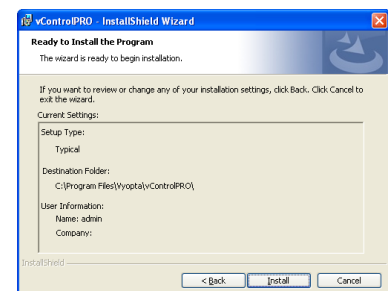 vControlPRO - InstallShield Wizard
Ready to Install the Program
The wizard is ready to begin installation.
If you want to review or change any of your installation settings, click Back. Click Cancel to
exit the wizard.
Current Settings:
Setup Type:
Typical
Destination Folder:
C:\Program Files\Vyopta\vControlPRO\
User Information:
Name: admin
Company:
InstallShield
< Back
Install
Cancel